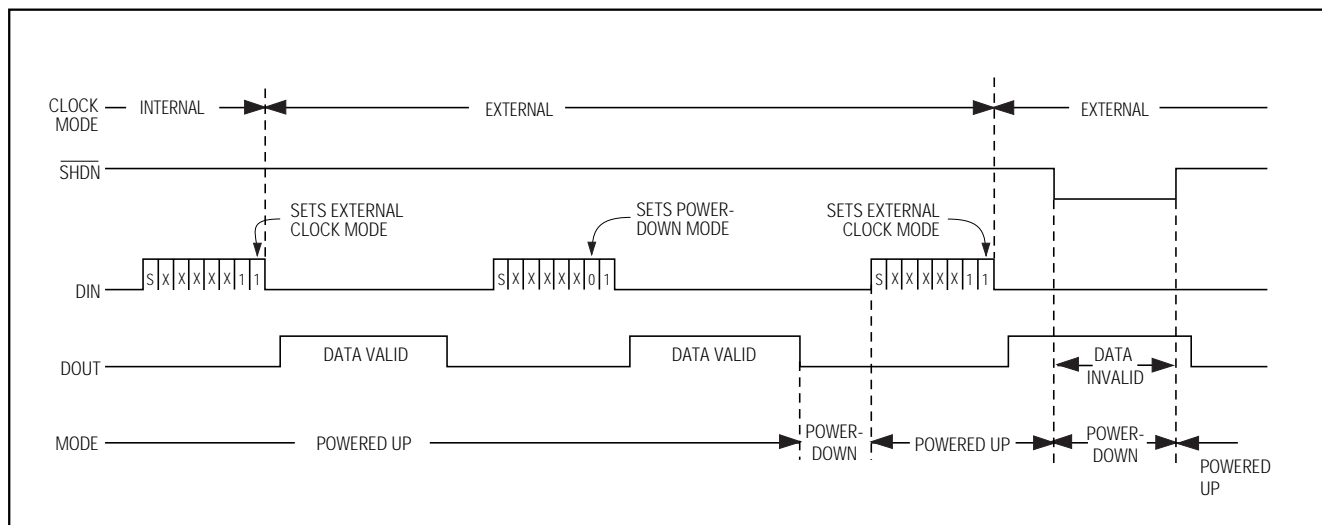 CLOCK
MODE
INTERNAL
EXTERNAL
EXTERNAL
SHDN
SETS EXTERNAL
CLOCK MODE
SETS POWER-
DOWN MODE
SETS EXTERNAL
CLOCK MODE
DIN
S X X X X X 1 1
S X X X X X 0 1
S X X X X X 1 1
DOUT
DATA VALID
DATA VALID
DATA
INVALID
MODE
POWERED UP
POWER-
DOWN
POWERED UP
POWER-
DOWN
POWERED
UP